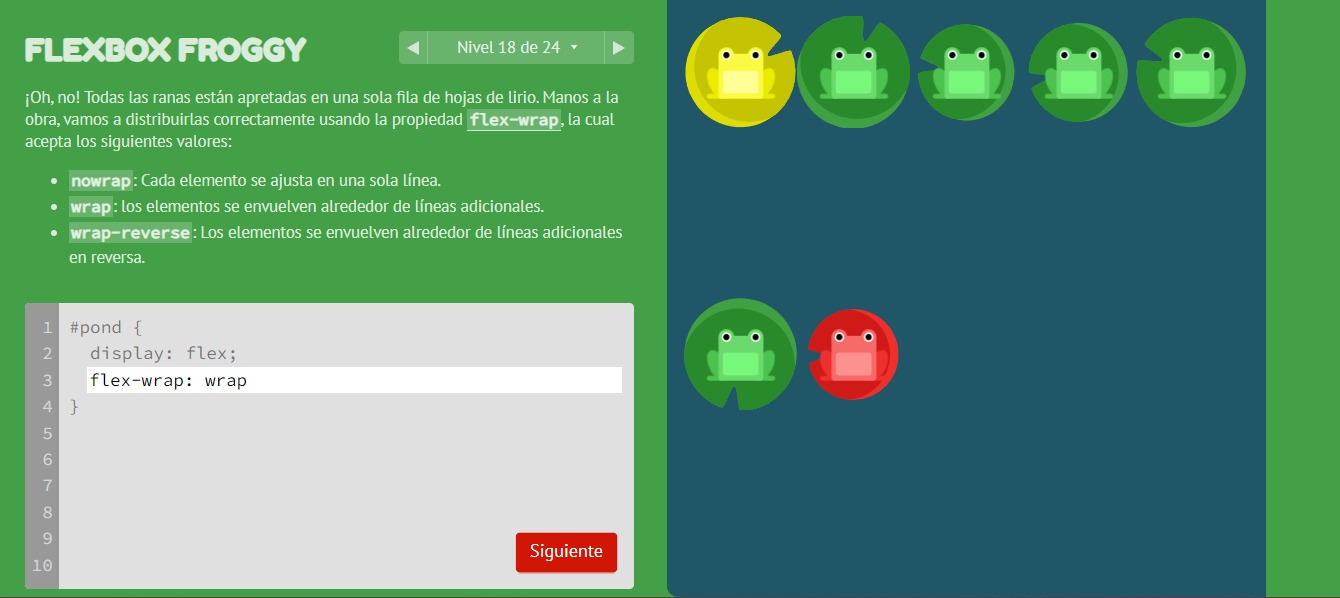 FLEXBOX FROGGY
Nivel 18 de 24
¡Oh, no! Todas las ranas están apretadas en una sola fila de hojas de lirio. Manos a la
obra, vamos a distribuirlas correctamente usando la propiedad flex-wrap, la cual
acepta los siguientes valores:
• nowrap: Cada elemento se ajusta en una sola línea.
• wrap: los elementos se envuelven alrededor de líneas adicionales.
• wrap-reverse: Los elementos se envuelven alrededor de líneas adicionales
en reversa.
1 #pond {
2 display: flex;
3 flex-wrap: wrap
4 }
5
6
7
8
9
10
Siguiente